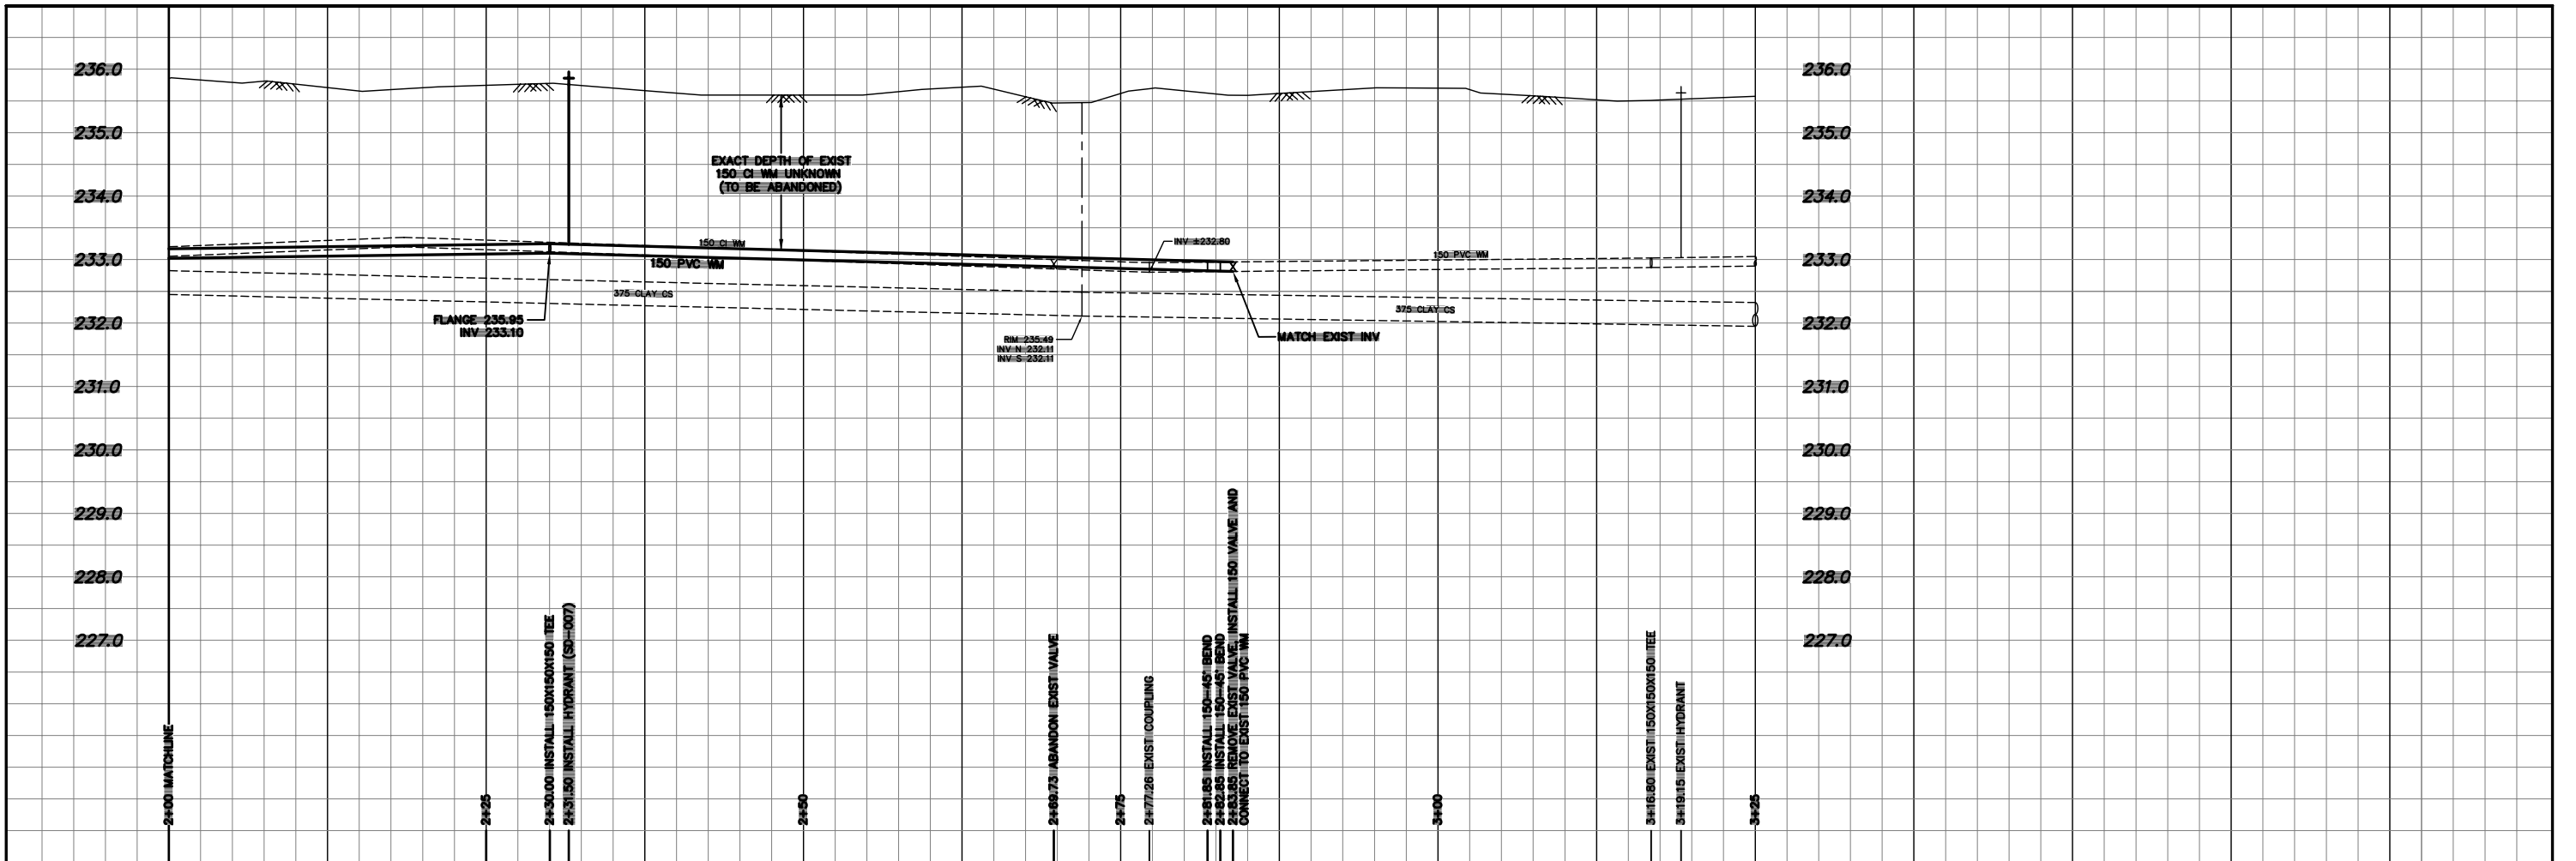 236.0
235.0
234.0
233.0
232.0
231.0
230.0
229.0
228.0
227.0
EXACT DEPTH OF EXIST
150 CI WM UNKNOWN
(TO BE ABANDONED)
150 CI WM
150 PVC WM
375 CLAY CS
FLANGE 235.95
INV 233.10
RIM 235.49
INV N 232.11
INV S 232.11
INV ±232.80
MATCH EXIST INV
150 PVC WM
375 CLAY CS
236.0
235.0
234.0
233.0
232.0
231.0
230.0
229.0
228.0
227.0
2+00 MATCHLINE
2+25
2+30.00 INSTALL 150X150X150 TEE
2+31.50 INSTALL HYDRANT (SD-007)
2+50
2+69.73 ABANDON EXIST VALVE
2+75
2+77.26 EXIST COUPLING
2+81.85 INSTALL 150-45° BEND
2+82.85 INSTALL 150-45° BEND
2+83.85 REMOVE EXIST VALVE, INSTALL 150 VALVE AND
CONNECT TO EXIST 150 PVC WM
3+00
3+16.80 EXIST 150X150X150 TEE
3+19.15 EXIST HYDRANT
3+25